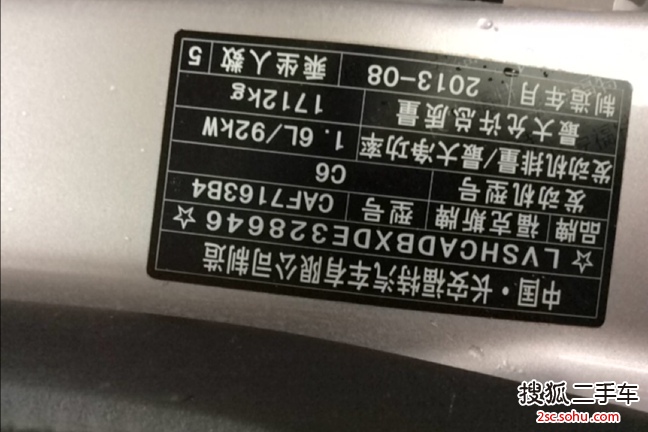 中国·长安福特汽车有限公司制造
☆LVSHCADBXDE328646☆
品牌 福克斯牌 型号 CAF7163B4
发动机型号 C6
发动机排量/最大净功率 1.6L/92kW
最大允许总质量 1712kg
制造年月 2013-08 乘坐人数 5
搜狐二手车
2sc.sohu.com